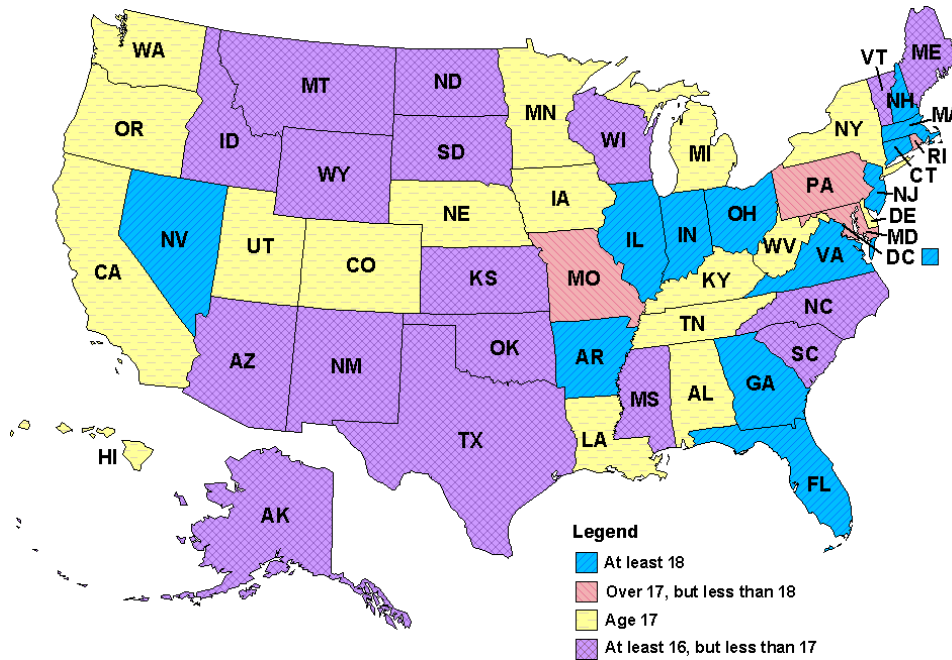 WA
MT
ND
MN
VT
ME
NH
MA
OR
ID
SD
WI
MI
NY
RI
CT
WY
PA
NJ
IA
NE
OH
DE
MD
DC
NV
UT
IL
IN
WV
VA
CA
CO
KS
MO
KY
NC
TN
AZ
NM
OK
AR
SC
MS
AL
GA
TX
LA
HI
FL
AK
Legend
At least 18
Over 17, but less than 18
Age 17
At least 16, but less than 17